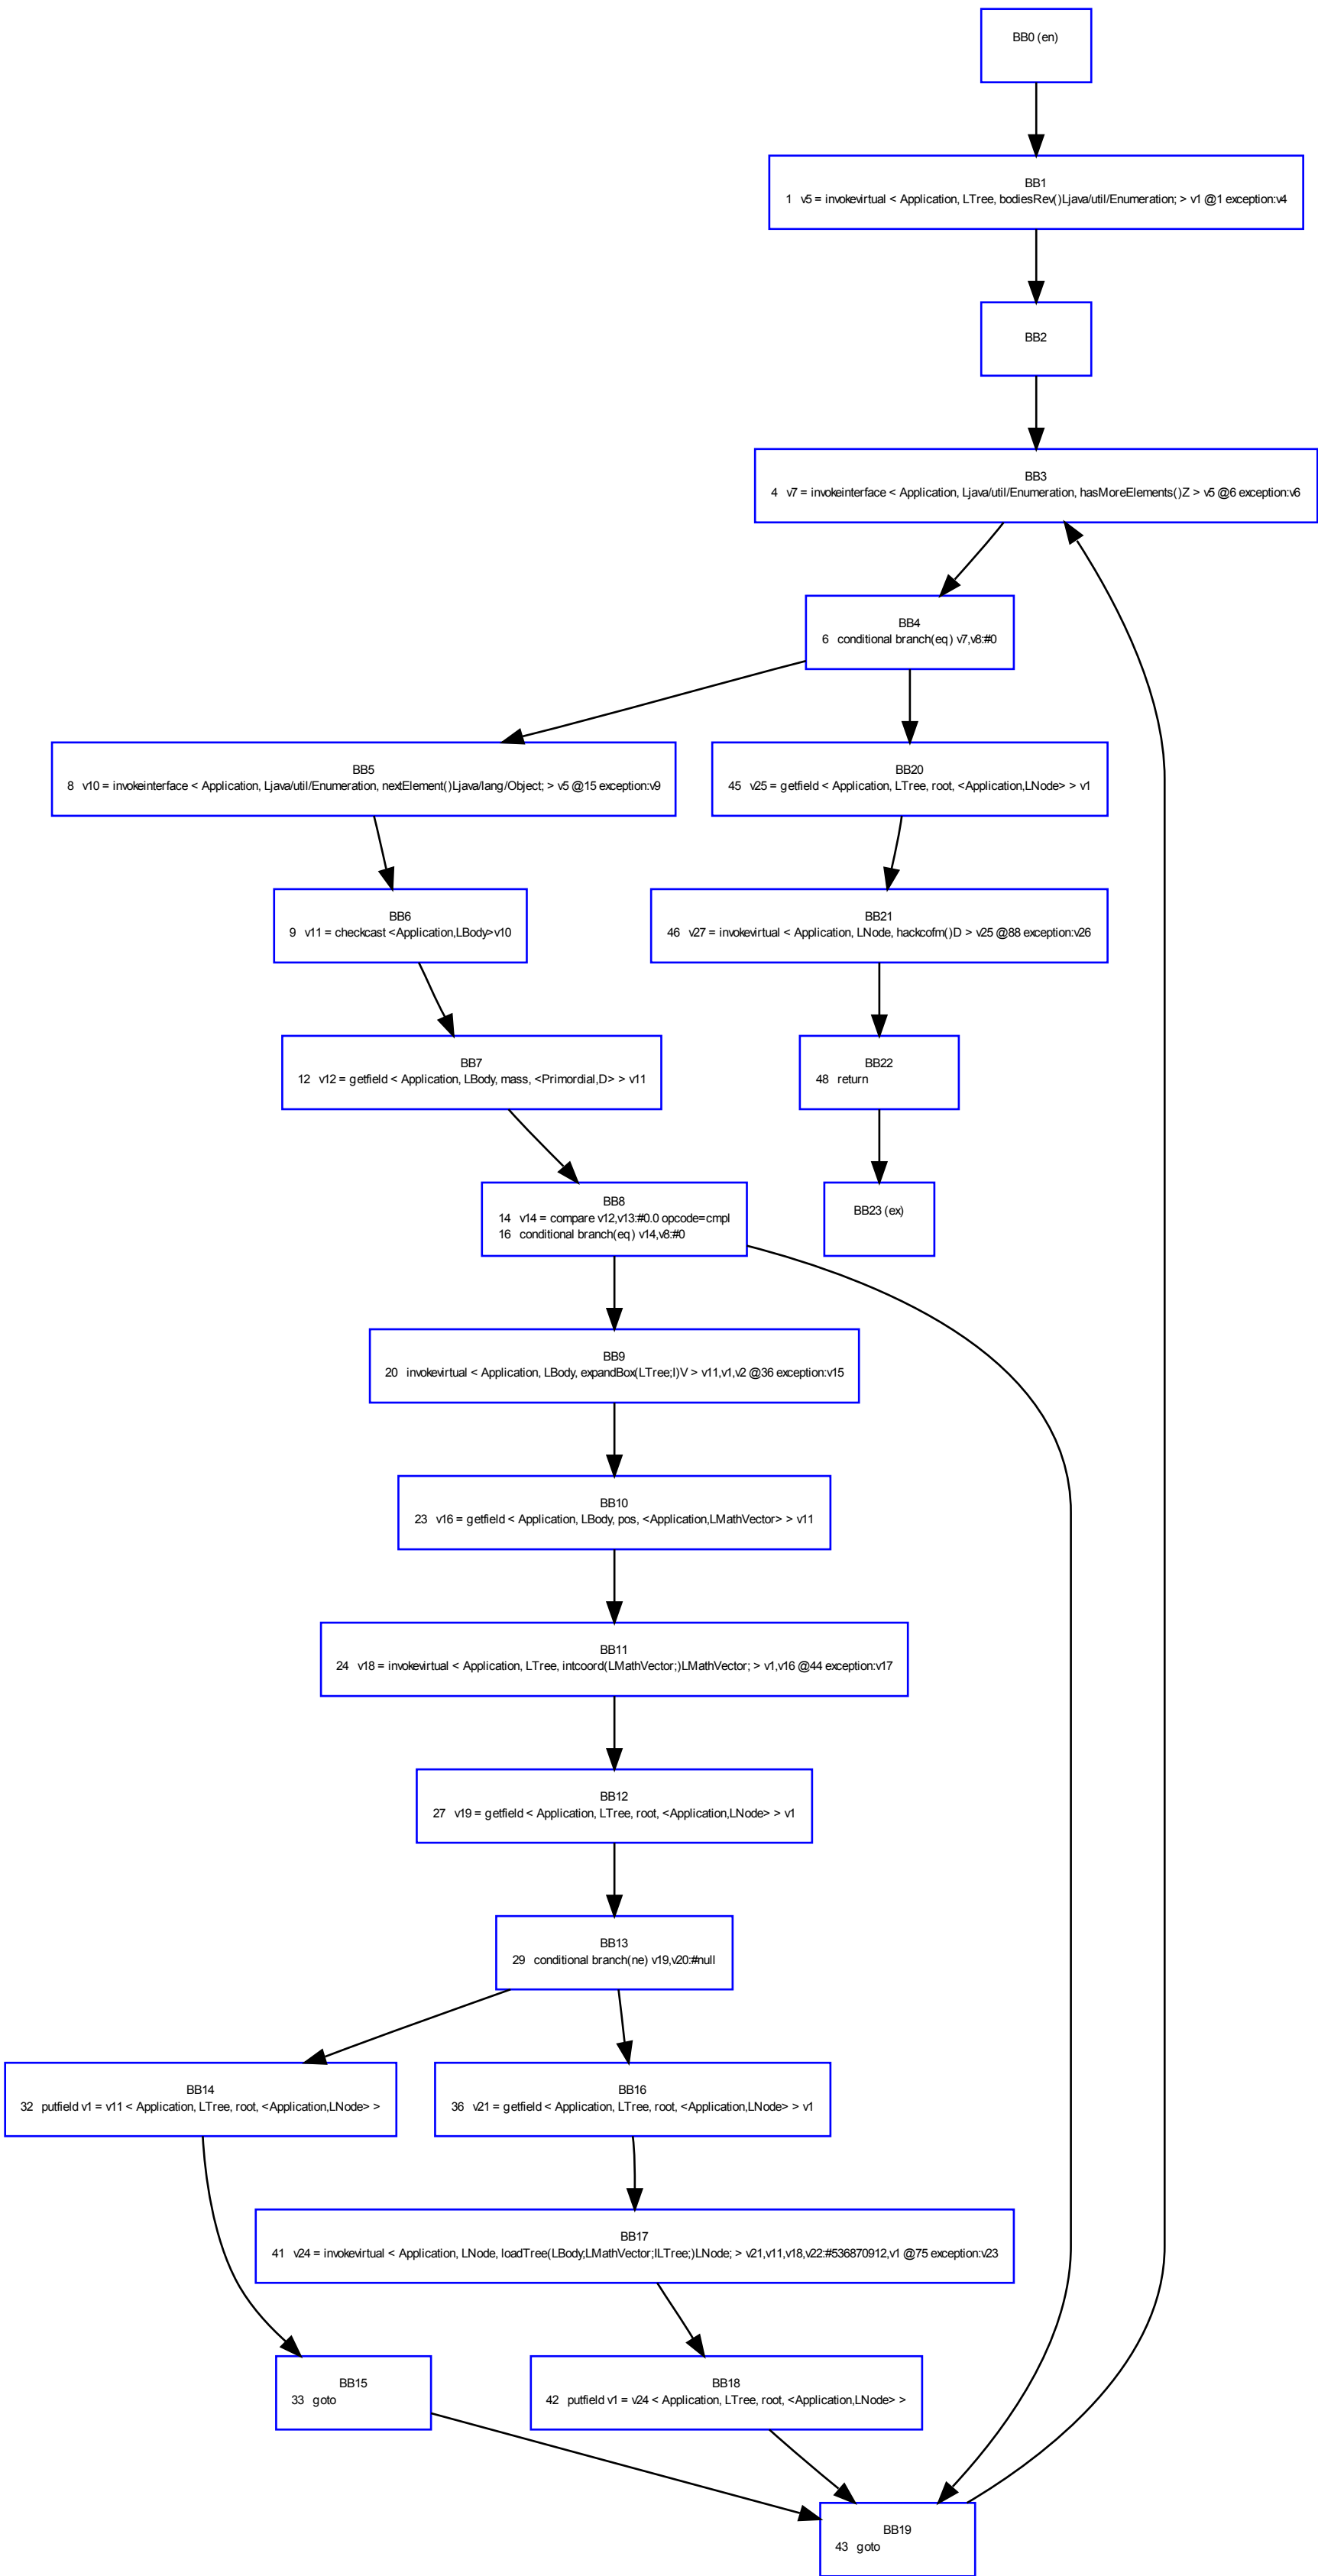 BB0 (en)
BB1
1 v5 = invokevirtual < Application, LTree, bodiesRev()Ljava/util/Enumeration; > v1 @1 exception:v4
BB2
BB3
4 v7 = invokeinterface < Application, Ljava/util/Enumeration, hasMoreElements()Z > v5 @6 exception:v6
BB4
6 conditional branch(eq) v7,v8:#0
BB5
8 v10 = invokeinterface < Application, Ljava/util/Enumeration, nextElement()Ljava/lang/Object; > v5 @15 exception:v9
BB20
45 v25 = getfield < Application, LTree, root, <Application,LNode> > v1
BB6
9 v11 = checkcast <Application,LBody>v10
BB21
46 v27 = invokevirtual < Application, LNode, hackcofm()D > v25 @88 exception:v26
BB7
12 v12 = getfield < Application, LBody, mass, <Primordial,D> > v11
BB22
48 return
BB8
14 v14 = compare v12,v13:#0.0 opcode=cmpl
16 conditional branch(eq) v14,v8:#0
BB23 (ex)
BB9
20 invokevirtual < Application, LBody, expandBox(LTree;I)V > v11,v1,v2 @36 exception:v15
BB10
23 v16 = getfield < Application, LBody, pos, <Application,LMathVector> > v11
BB11
24 v18 = invokevirtual < Application, LTree, intcoord(LMathVector;)LMathVector; > v1,v16 @44 exception:v17
BB12
27 v19 = getfield < Application, LTree, root, <Application,LNode> > v1
BB13
29 conditional branch(ne) v19,v20:#null
BB14
32 putfield v1 = v11 < Application, LTree, root, <Application,LNode> >
BB16
36 v21 = getfield < Application, LTree, root, <Application,LNode> > v1
BB17
41 v24 = invokevirtual < Application, LNode, loadTree(LBody;LMathVector;ILTree;)LNode; > v21,v11,v18,v22:#536870912,v1 @75 exception:v23
BB15
33 goto
BB18
42 putfield v1 = v24 < Application, LTree, root, <Application,LNode> >
BB19
43 goto